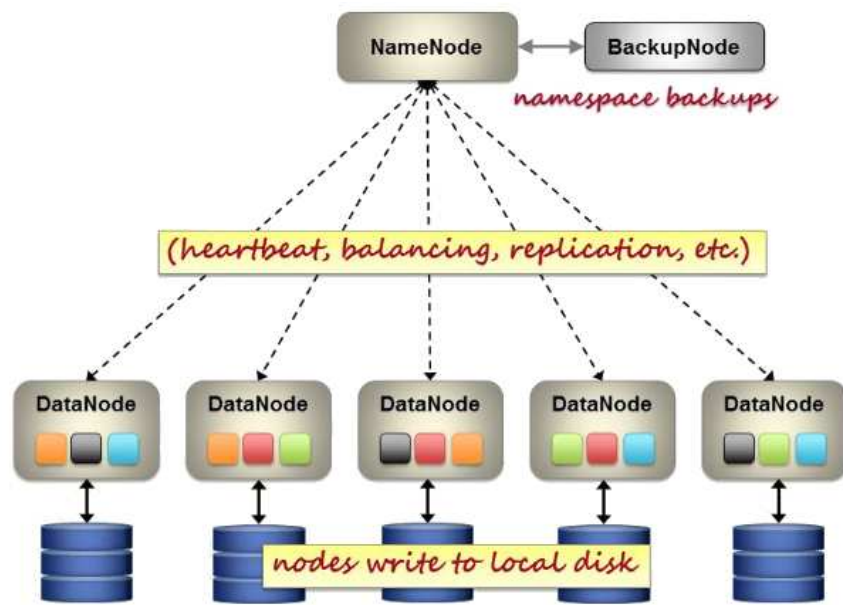 NameNode
BackupNode
namespace backups
(heartbeat, balancing, replication, etc.)
DataNode
DataNode
DataNode
DataNode
DataNode
nodes write to local disk